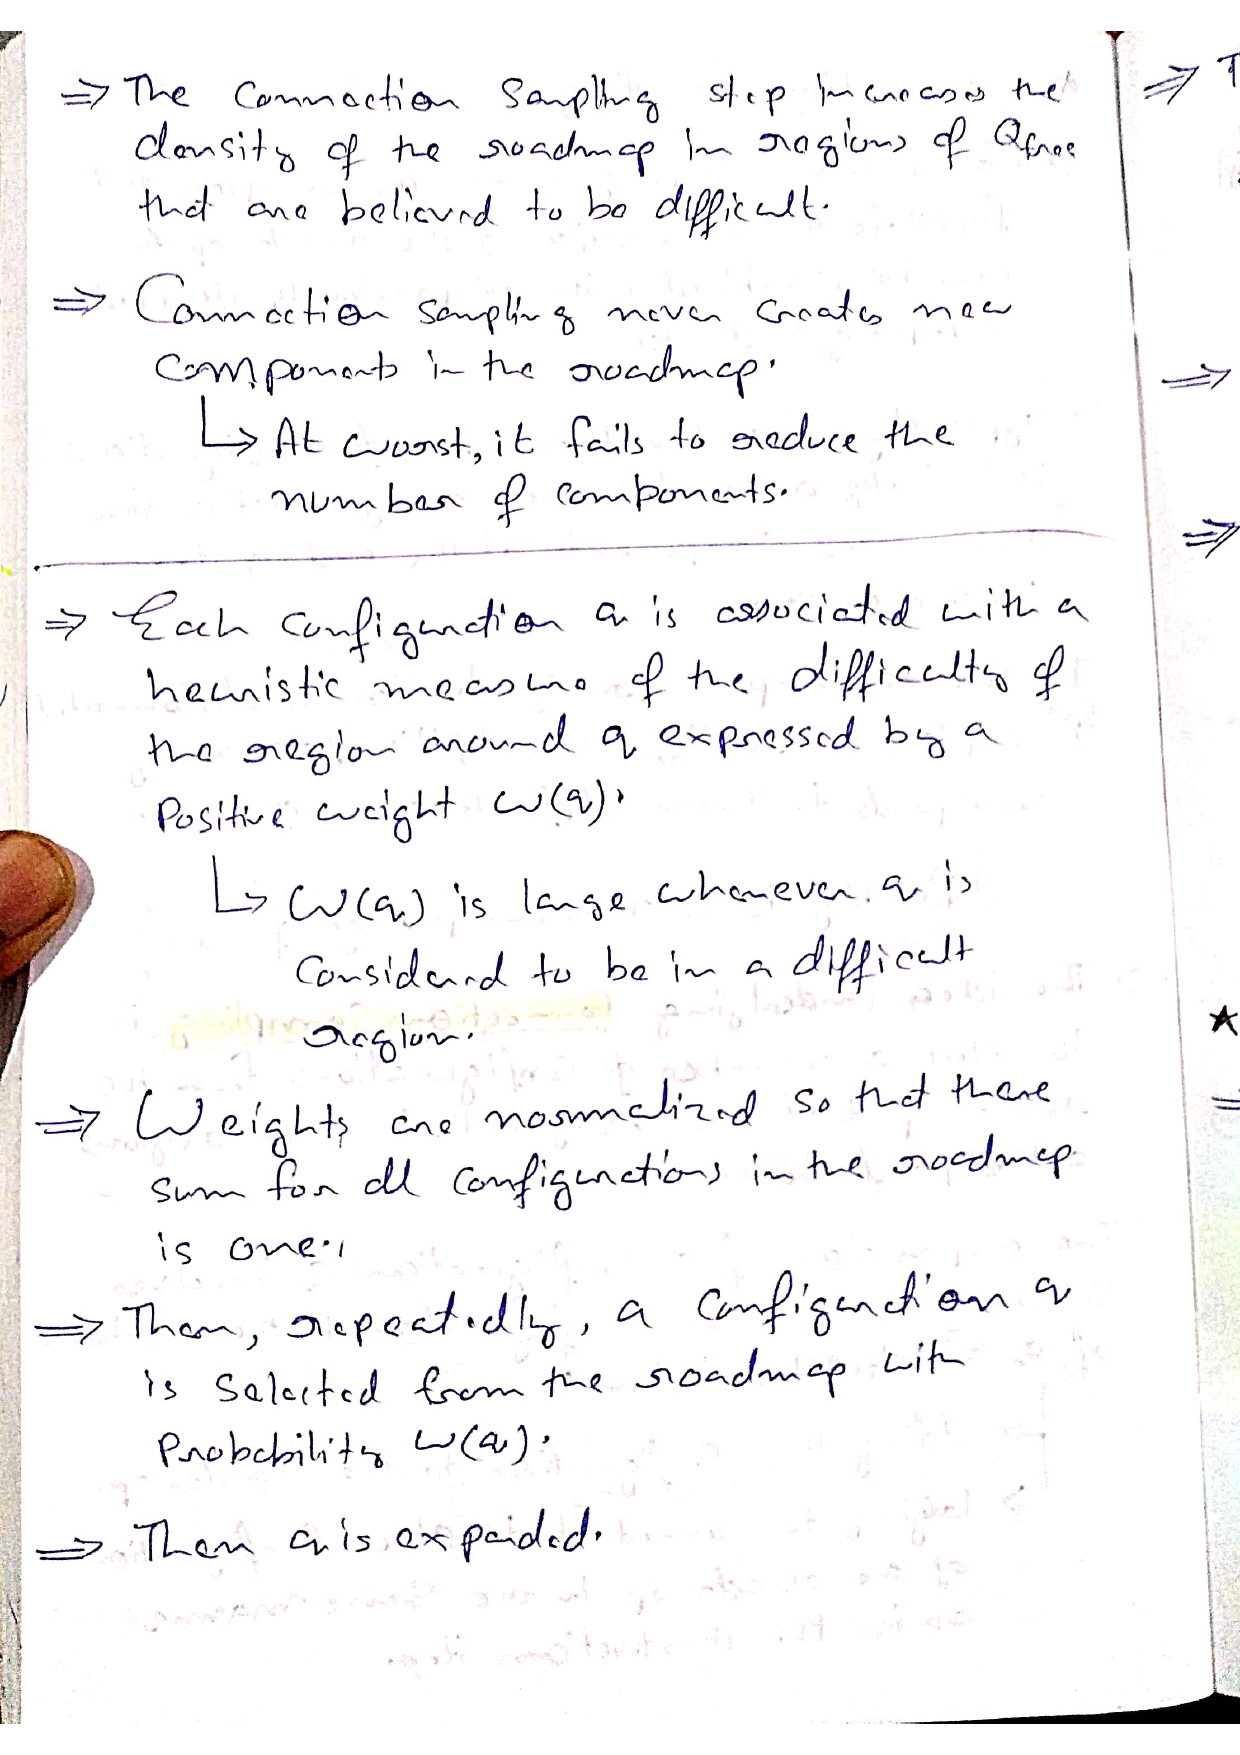 ⇒ The Connection Sampling step increases the
density of the roadmap in regions of Qfree
that are believed to be difficult.
⇒ Connection sampling never creates new
components in the roadmap.
↳ At worst, it fails to reduce the
number of components.
⇒ Each configuration q is associated with a
heuristic measure of the difficulty of
the region around q expressed by a
Positive weight w(q).
↳ W(q) is large whenever q is
Considered to be in a difficult
region.
⇒ Weights are normalized so that there
sum for all configurations in the roadmap
is one.
⇒ Then, repeatedly, a configuration q
is Selected from the roadmap with
Probability w(q).
⇒ Then q is expanded.